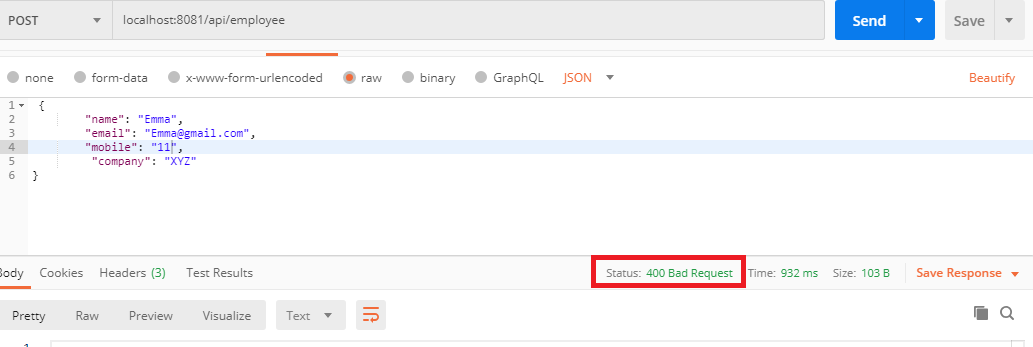 POST localhost:8081/api/employee Send Save
none form-data x-www-form-urlencoded raw binary GraphQL JSON Beautify
1 {
2 "name": "Emma",
3 "email": "Emma@gmail.com",
4 "mobile": "11",
5 "company": "XYZ"
6 }
Body Cookies Headers (3) Test Results Status: 400 Bad Request Time: 932 ms Size: 103 B Save Response
Pretty Raw Preview Visualize Text
1